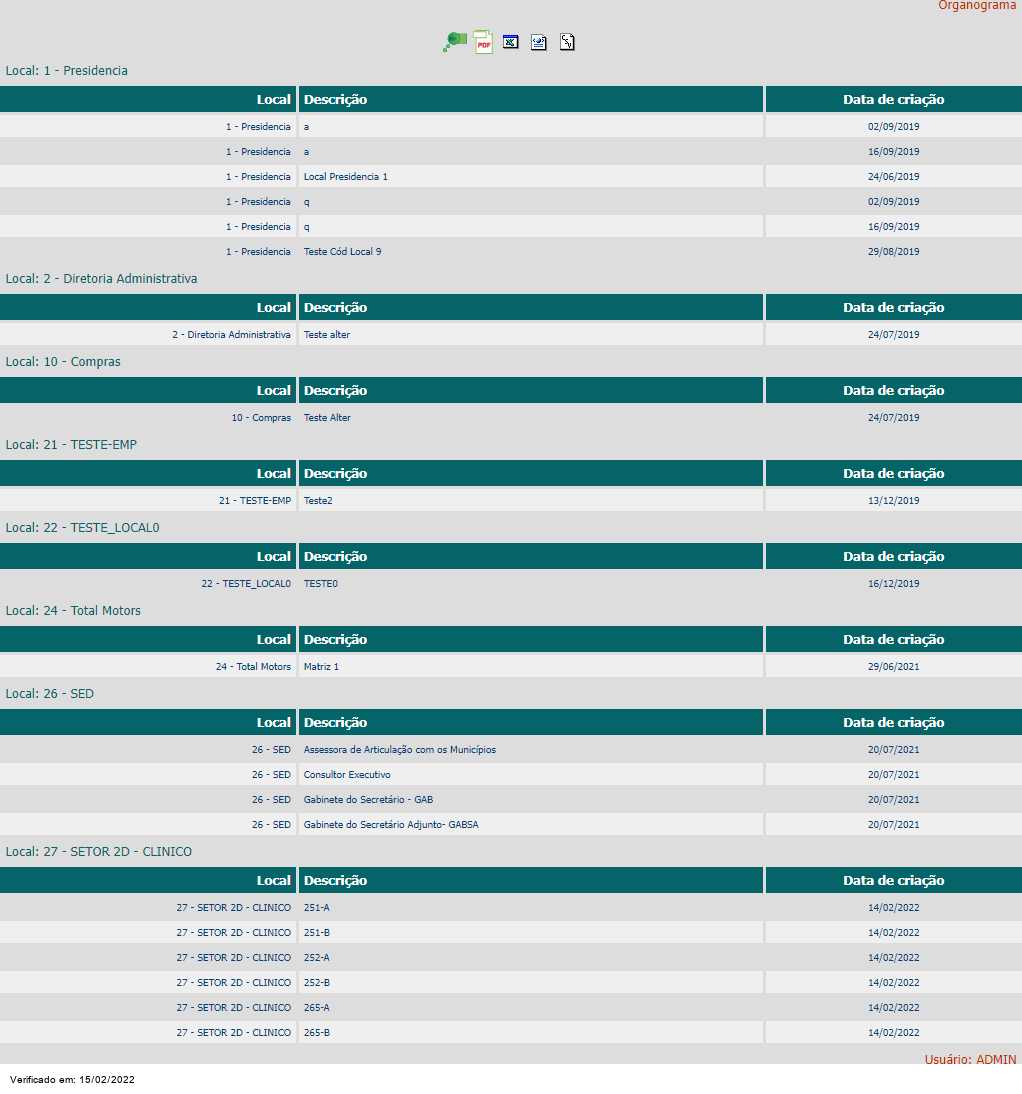 Organograma
PDF
Local: 1 - Presidencia
Local Descrição Data de criação
1 - Presidencia a 02/09/2019
1 - Presidencia a 16/09/2019
1 - Presidencia Local Presidencia 1 24/06/2019
1 - Presidencia q 02/09/2019
1 - Presidencia q 16/09/2019
1 - Presidencia Teste Cód Local 9 29/08/2019
Local: 2 - Diretoria Administrativa
Local Descrição Data de criação
2 - Diretoria Administrativa Teste alter 24/07/2019
Local: 10 - Compras
Local Descrição Data de criação
10 - Compras Teste Alter 24/07/2019
Local: 21 - TESTE-EMP
Local Descrição Data de criação
21 - TESTE-EMP Teste2 13/12/2019
Local: 22 - TESTE_LOCAL0
Local Descrição Data de criação
22 - TESTE_LOCAL0 TESTE0 16/12/2019
Local: 24 - Total Motors
Local Descrição Data de criação
24 - Total Motors Matriz 1 29/06/2021
Local: 26 - SED
Local Descrição Data de criação
26 - SED Assessora de Articulação com os Municípios 20/07/2021
26 - SED Consultor Executivo 20/07/2021
26 - SED Gabinete do Secretário - GAB 20/07/2021
26 - SED Gabinete do Secretário Adjunto- GABSA 20/07/2021
Local: 27 - SETOR 2D - CLINICO
Local Descrição Data de criação
27 - SETOR 2D - CLINICO 251-A 14/02/2022
27 - SETOR 2D - CLINICO 251-B 14/02/2022
27 - SETOR 2D - CLINICO 252-A 14/02/2022
27 - SETOR 2D - CLINICO 252-B 14/02/2022
27 - SETOR 2D - CLINICO 265-A 14/02/2022
27 - SETOR 2D - CLINICO 265-B 14/02/2022
Usuário: ADMIN
Verificado em: 15/02/2022